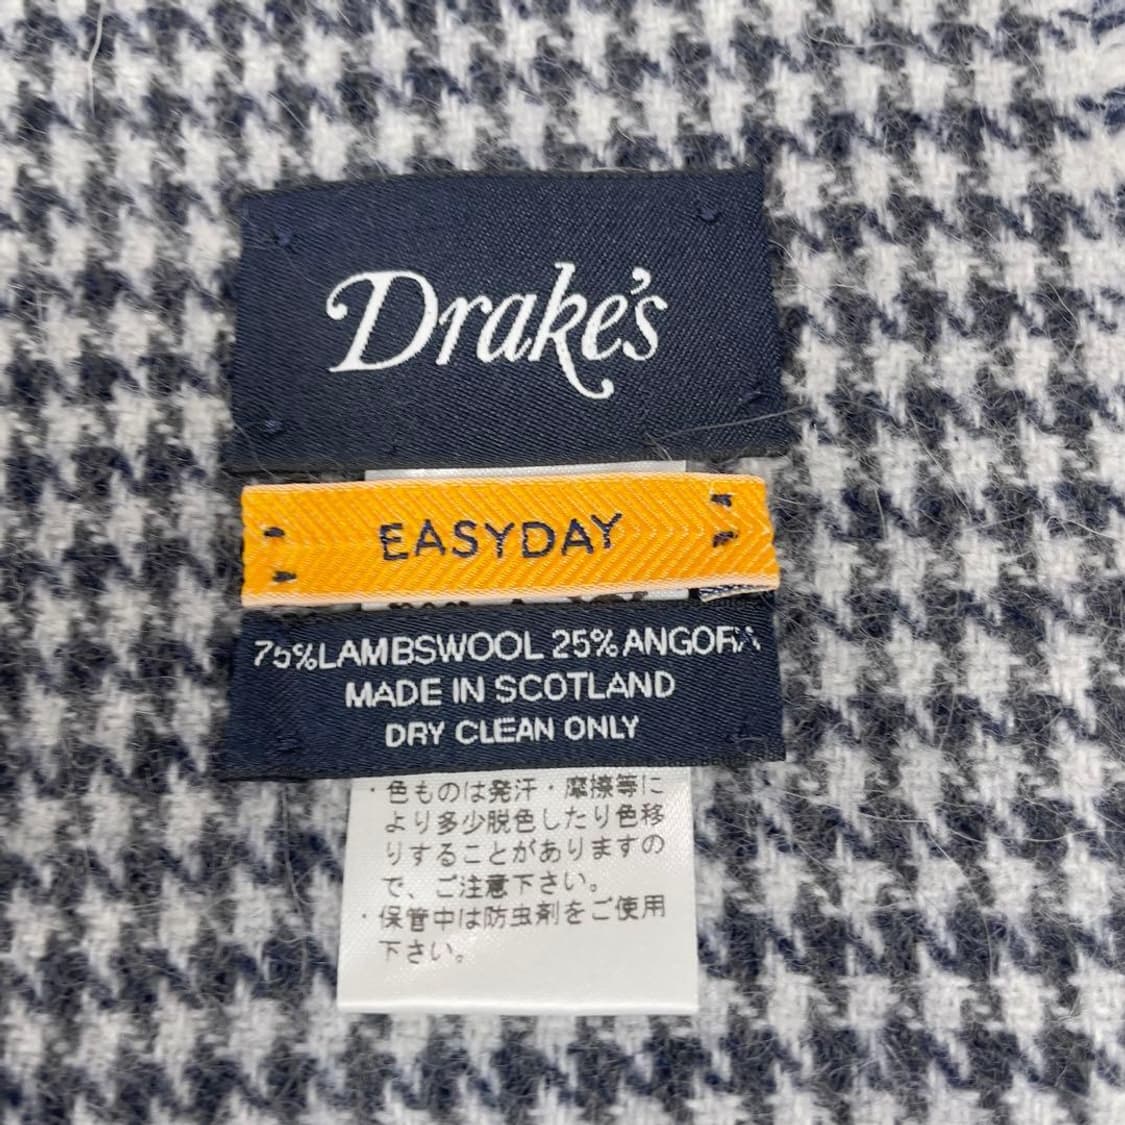 Drake's
EASYDAY
75%LAMBSWOOL 25%ANGORA
MADE IN SCOTLAND
DRY CLEAN ONLY
・色ものは発汗・摩擦等に
より多少脱色したり色移
りすることがありますの
で、ご注意下さい。
・保管中は防虫剤をご使用
下さい。